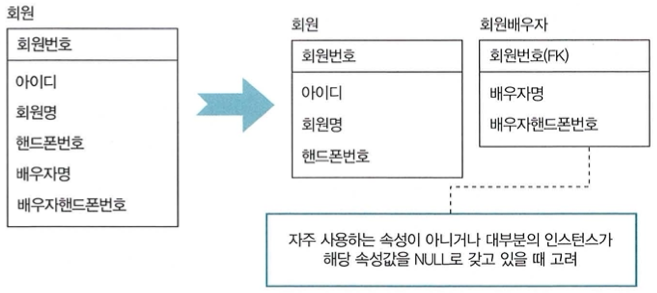 회원
회원번호
아이디
회원명
핸드폰번호
배우자명
배우자핸드폰번호
회원
회원번호
아이디
회원명
핸드폰번호
회원배우자
회원번호(FK)
배우자명
배우자핸드폰번호
자주 사용하는 속성이 아니거나 대부분의 인스턴스가
해당 속성값을 NULL로 갖고 있을 때 고려